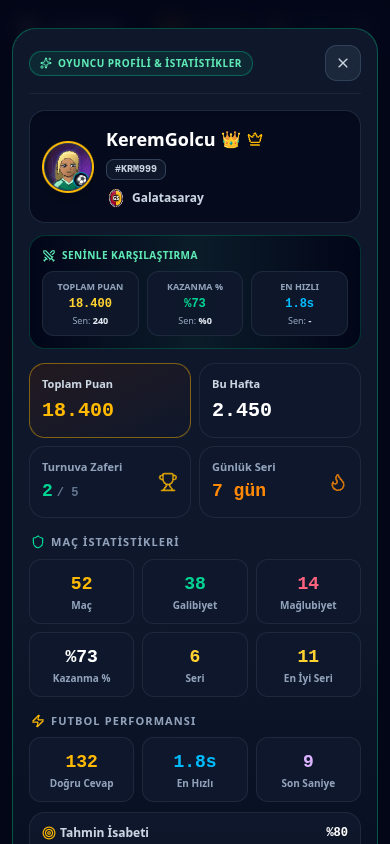 OYUNCU PROFİLİ & İSTATİSTİKLER
KeremGolcu 👑
#KRM999
GS Galatasaray
SENİNLE KARŞILAŞTIRMA
TOPLAM PUAN KAZANMA % EN HIZLI
18.400 %73 1.8s
Sen: 240 Sen: %0 Sen: -
Toplam Puan Bu Hafta
18.400 2.450
Turnuva Zaferi Günlük Seri
2 / 5 7 gün
MAÇ İSTATİSTİKLERİ
52 38 14
Maç Galibiyet Mağlubiyet
%73 6 11
Kazanma % Seri En İyi Seri
FUTBOL PERFORMANSI
132 1.8s 9
Doğru Cevap En Hızlı Son Saniye
Tahmin İsabeti %80